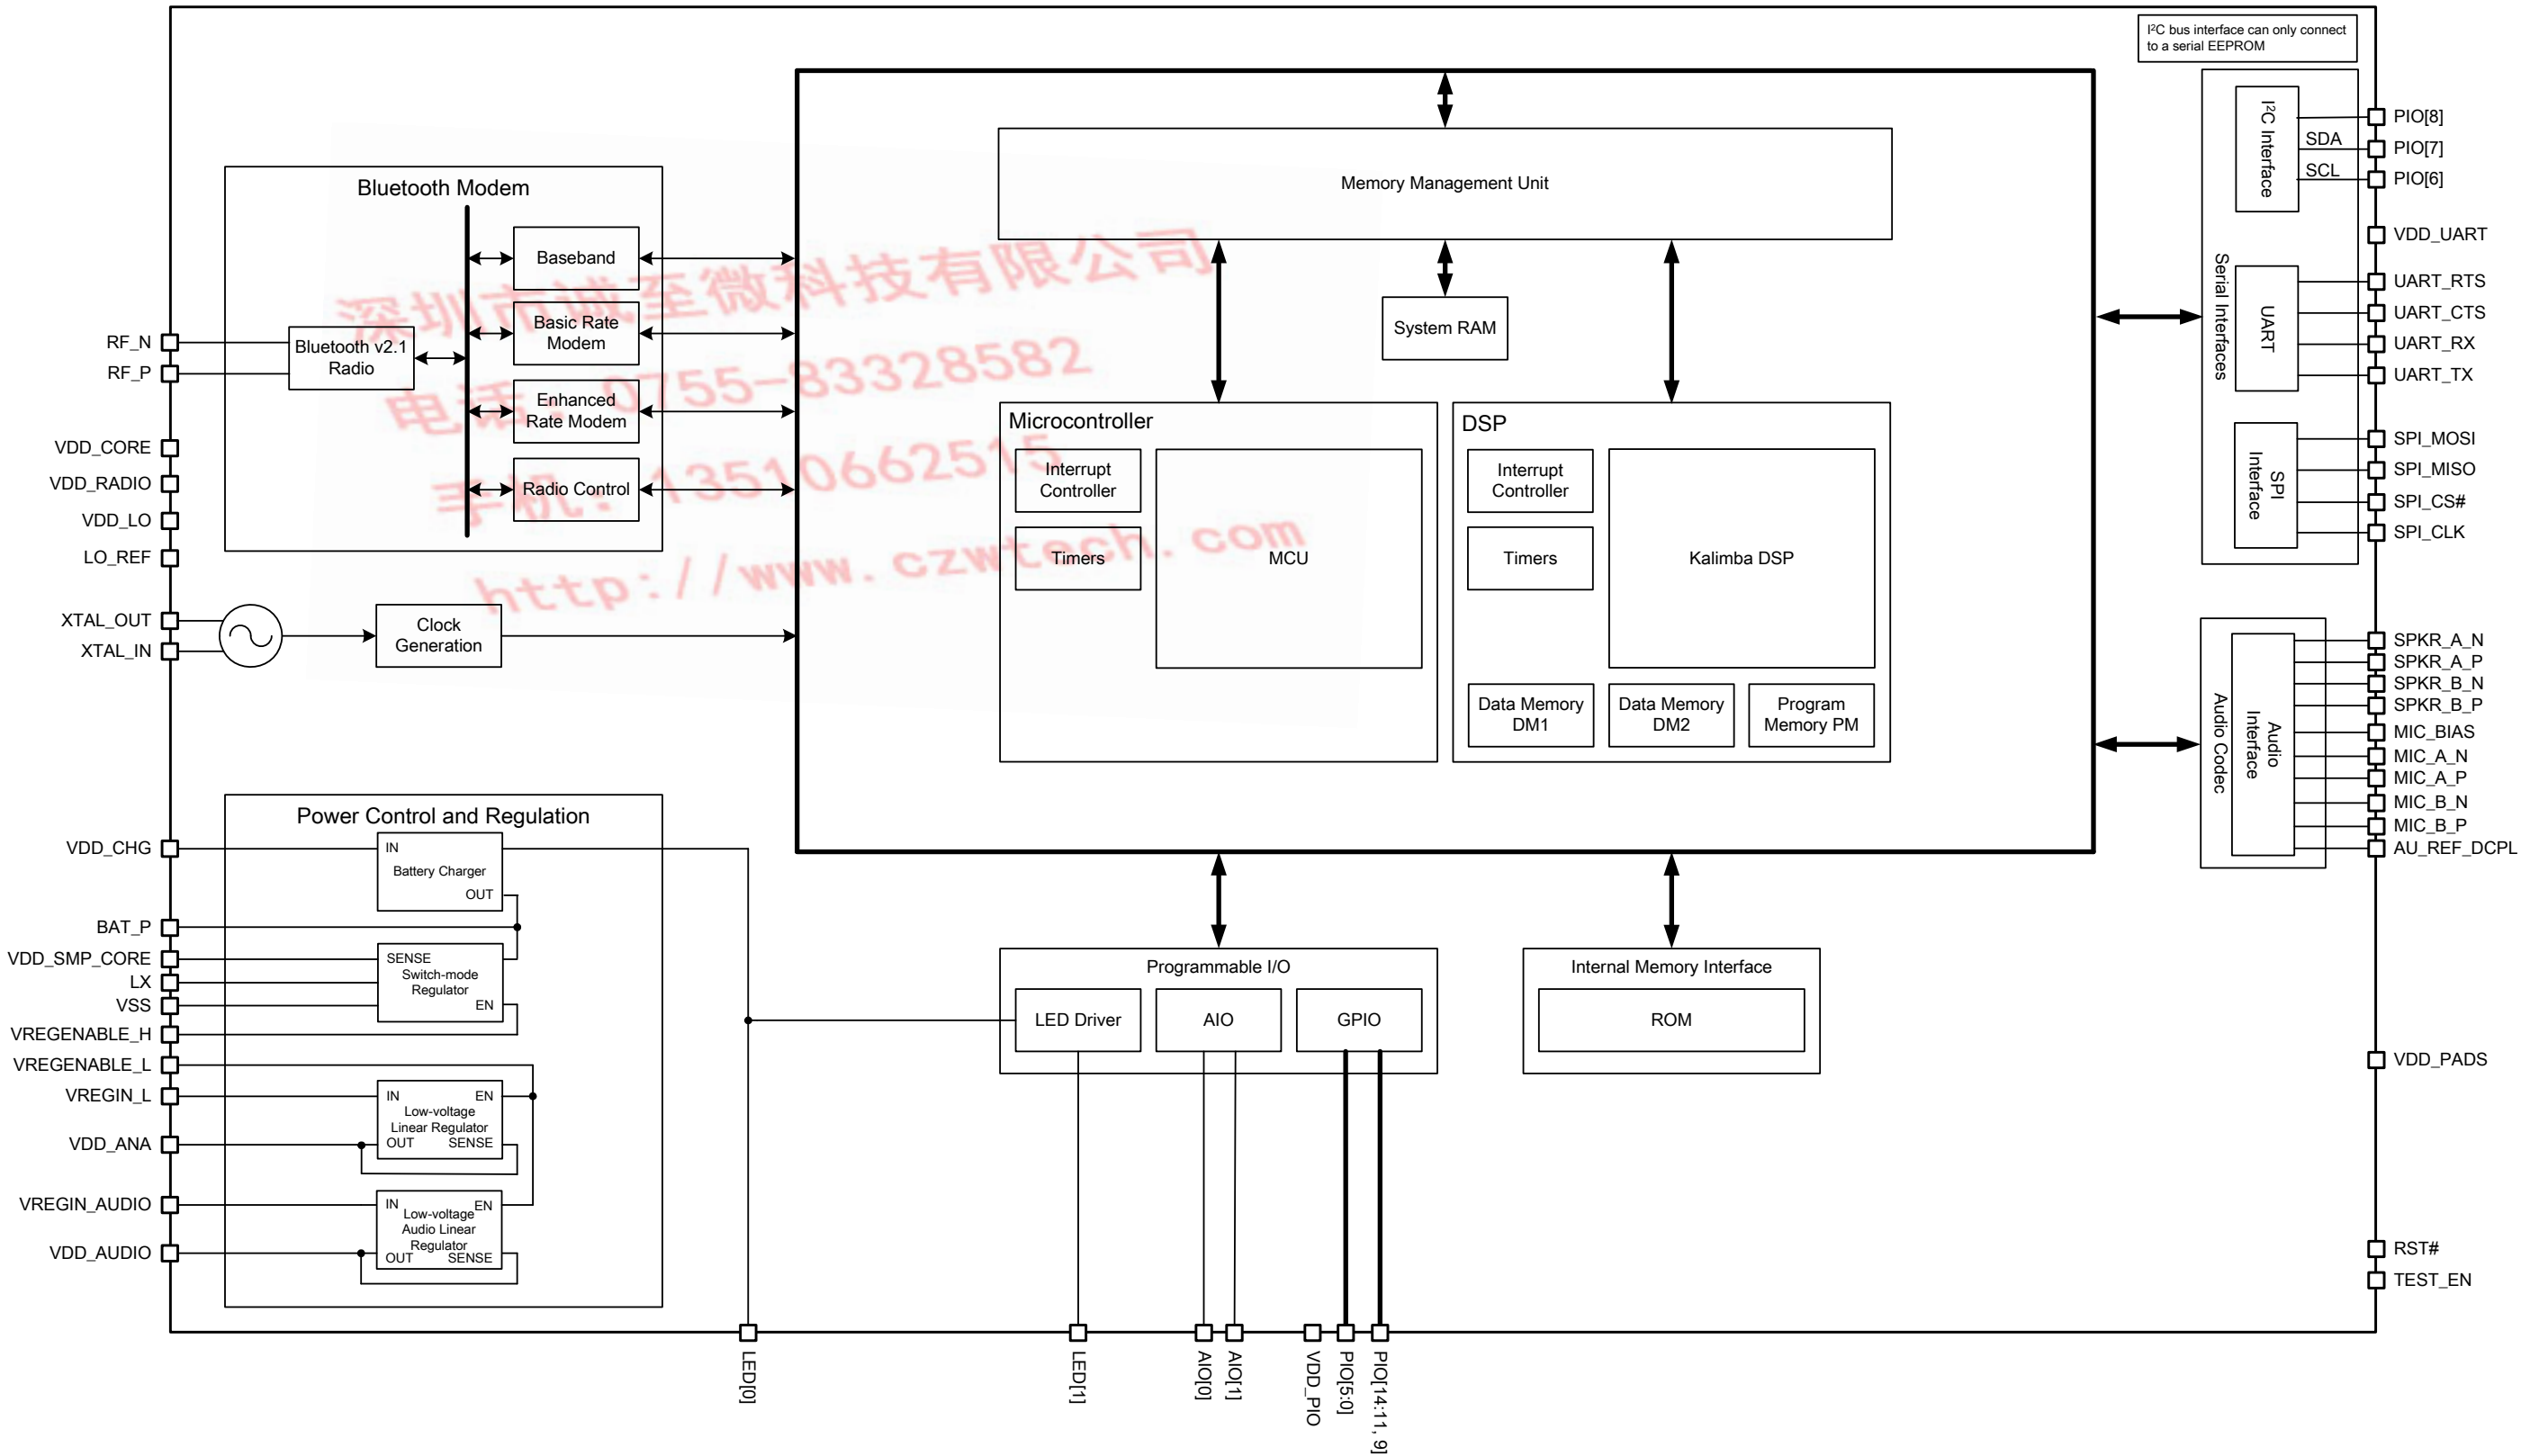 I²C bus interface can only connect
to a serial EEPROM
Bluetooth Modem
Baseband
Basic Rate
Modem
Enhanced
Rate Modem
Radio Control
Bluetooth v2.1
Radio
RF_N
RF_P
VDD_CORE
VDD_RADIO
VDD_LO
LO_REF
XTAL_OUT
XTAL_IN
Clock
Generation
深圳市诚至微科技有限公司
电话：0755-83328582
手机：13510662515
http://www.czwtech.com
Memory Management Unit
System RAM
Microcontroller
Interrupt
Controller
Timers
MCU
DSP
Interrupt
Controller
Timers
Kalimba DSP
Data Memory
DM1
Data Memory
DM2
Program
Memory PM
I²C Interface
SDA
SCL
Serial Interfaces
UART
SPI
Interface
PIO[8]
PIO[7]
PIO[6]
VDD_UART
UART_RTS
UART_CTS
UART_RX
UART_TX
SPI_MOSI
SPI_MISO
SPI_CS#
SPI_CLK
Audio
Interface
Audio Codec
SPKR_A_N
SPKR_A_P
SPKR_B_N
SPKR_B_P
MIC_BIAS
MIC_A_N
MIC_A_P
MIC_B_N
MIC_B_P
AU_REF_DCPL
VDD_PADS
RST#
TEST_EN
Power Control and Regulation
VDD_CHG
BAT_P
VDD_SMP_CORE
LX
VSS
VREGENABLE_H
VREGENABLE_L
VREGIN_L
VDD_ANA
VREGIN_AUDIO
VDD_AUDIO
IN
Battery Charger
OUT
SENSE
Switch-mode
Regulator
EN
IN EN
Low-voltage
Linear Regulator
OUT SENSE
IN EN
Low-voltage
Audio Linear
Regulator
OUT SENSE
Programmable I/O
LED Driver
AIO
GPIO
Internal Memory Interface
ROM
LED[0]
LED[1]
AIO[0]
AIO[1]
VDD_PIO
PIO[5:0]
PIO[14:11, 9]